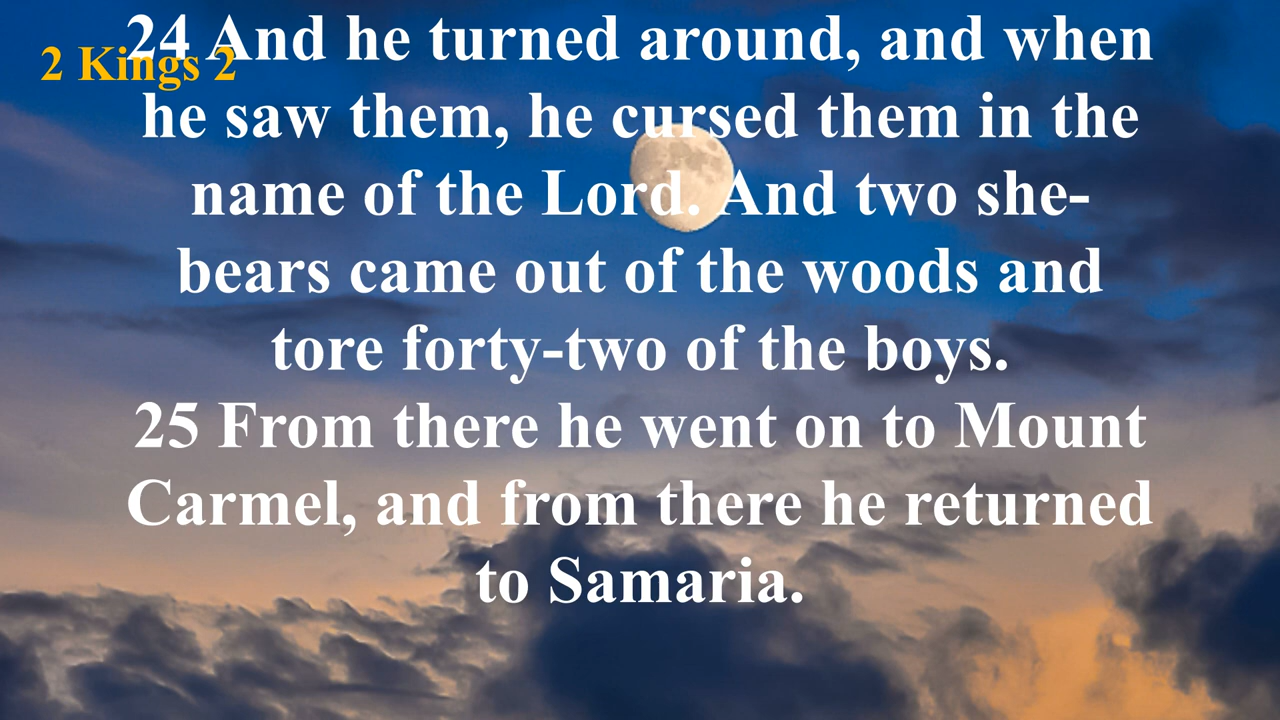 2 Kings 2
24 And he turned around, and when
he saw them, he cursed them in the
name of the Lord. And two she-
bears came out of the woods and
tore forty-two of the boys.
25 From there he went on to Mount
Carmel, and from there he returned
to Samaria.